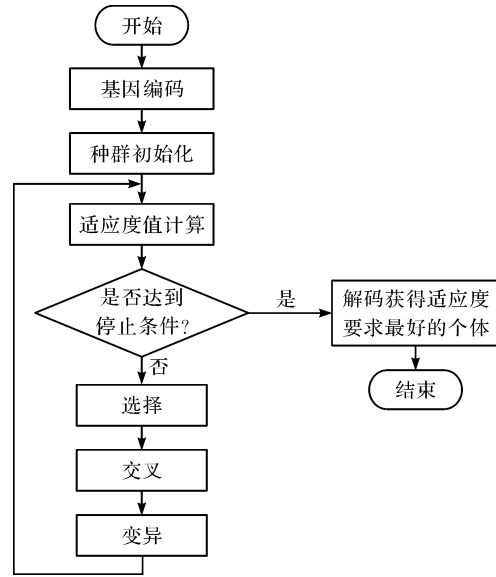 开始
基因编码
种群初始化
适应度值计算
是否达到
停止条件?
是
解码获得适应度
要求最好的个体
结束
否
选择
交叉
变异